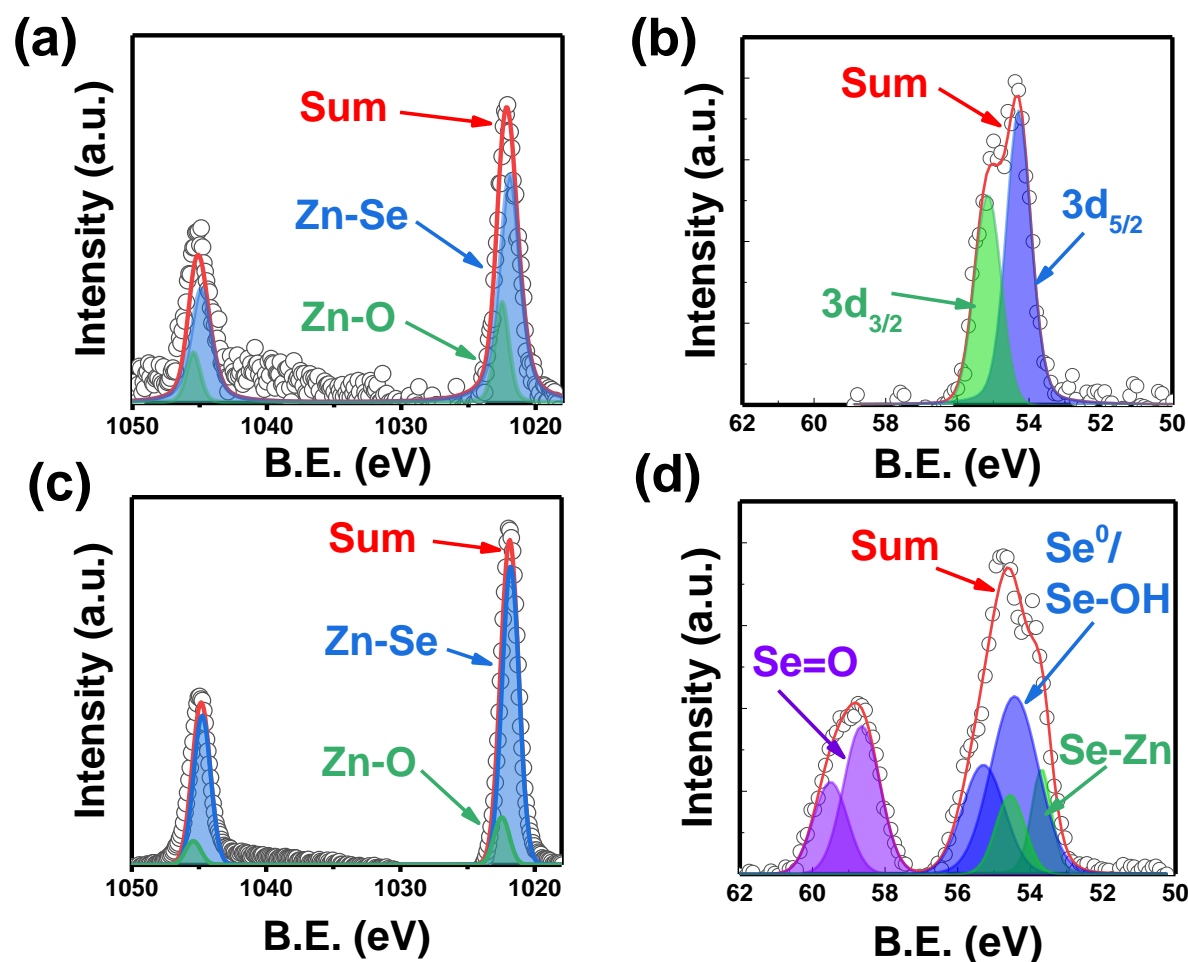 (a)
Intensity (a.u.)
Sum
Zn-Se
Zn-O
1050 1040 1030 1020
B.E. (eV)
(b)
Intensity (a.u.)
Sum
3d5/2
3d3/2
62 60 58 56 54 52 50
B.E. (eV)
(c)
Intensity (a.u.)
Sum
Zn-Se
Zn-O
1050 1040 1030 1020
B.E. (eV)
(d)
Intensity (a.u.)
Sum
Se⁰/
Se-OH
Se=O
Se-Zn
62 60 58 56 54 52 50
B.E. (eV)